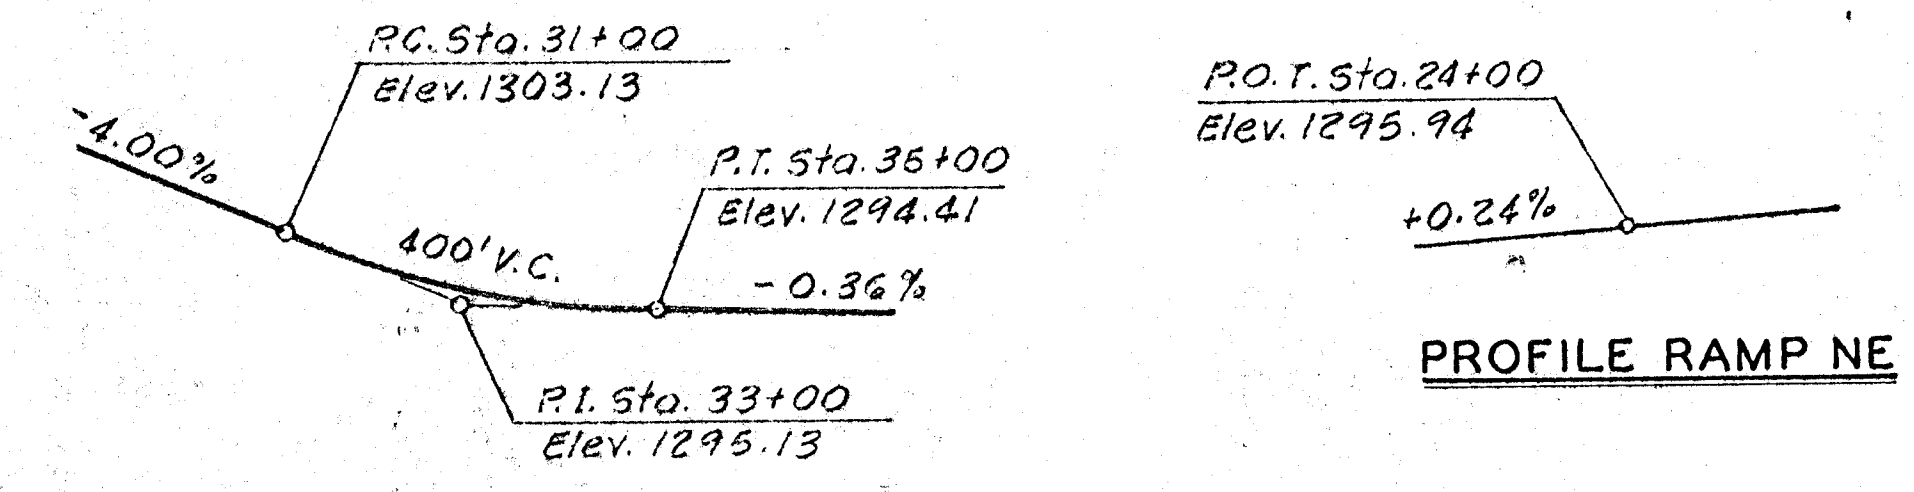 P.C. Sta. 31+00
Elev. 1303.13
-4.00%
400' V.C.
P.T. Sta. 35+00
Elev. 1294.41
- 0.36%
P.I. Sta. 33+00
Elev. 1295.13
P.O.T. Sta. 24+00
Elev. 1295.94
+0.24%
PROFILE RAMP NE